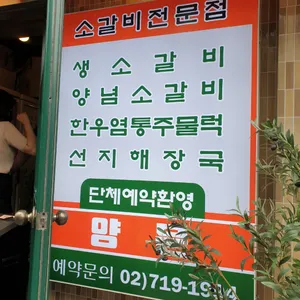 소갈비전문점
생소갈비
양념소갈비
한우염통주물럭
선지해장국
단체예약환영
양
예약문의 02)719-19